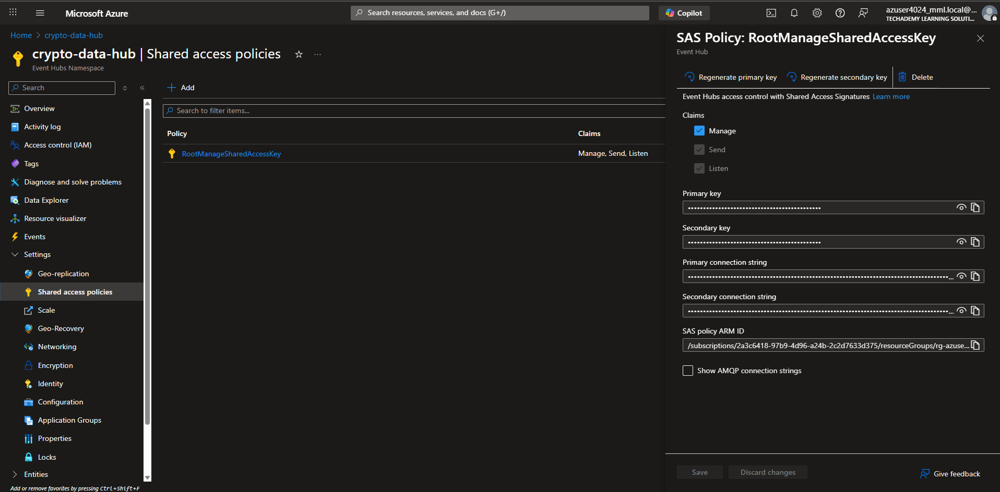 Microsoft Azure
Search resources, services, and docs (G+/)
Copilot
azuser4024_mml.local@...
TECHADEMY LEARNING SOLUTI...
Home > crypto-data-hub
crypto-data-hub | Shared access policies
...
Event Hubs Namespace
Search
Overview
Activity log
Access control (IAM)
Tags
Diagnose and solve problems
Data Explorer
Resource visualizer
Events
Settings
Geo-replication
Shared access policies
Scale
Geo-Recovery
Networking
Encryption
Identity
Configuration
Application Groups
Properties
Locks
Entities
Add or remove favorites by pressing Ctrl+Shift+F
Add
Search to filter items...
Policy Claims
RootManageSharedAccessKey Manage, Send, Listen
SAS Policy: RootManageSharedAccessKey
Event Hub
Regenerate primary key Regenerate secondary key Delete
Event Hubs access control with Shared Access Signatures Learn more
Claims
Manage
Send
Listen
Primary key
Secondary key
Primary connection string
Secondary connection string
SAS policy ARM ID
/subscriptions/2a3c6418-97b9-4d96-a24b-2c2d7633d375/resourceGroups/rg-azuse...
Show AMQP connection strings
Save Discard changes
Give feedback